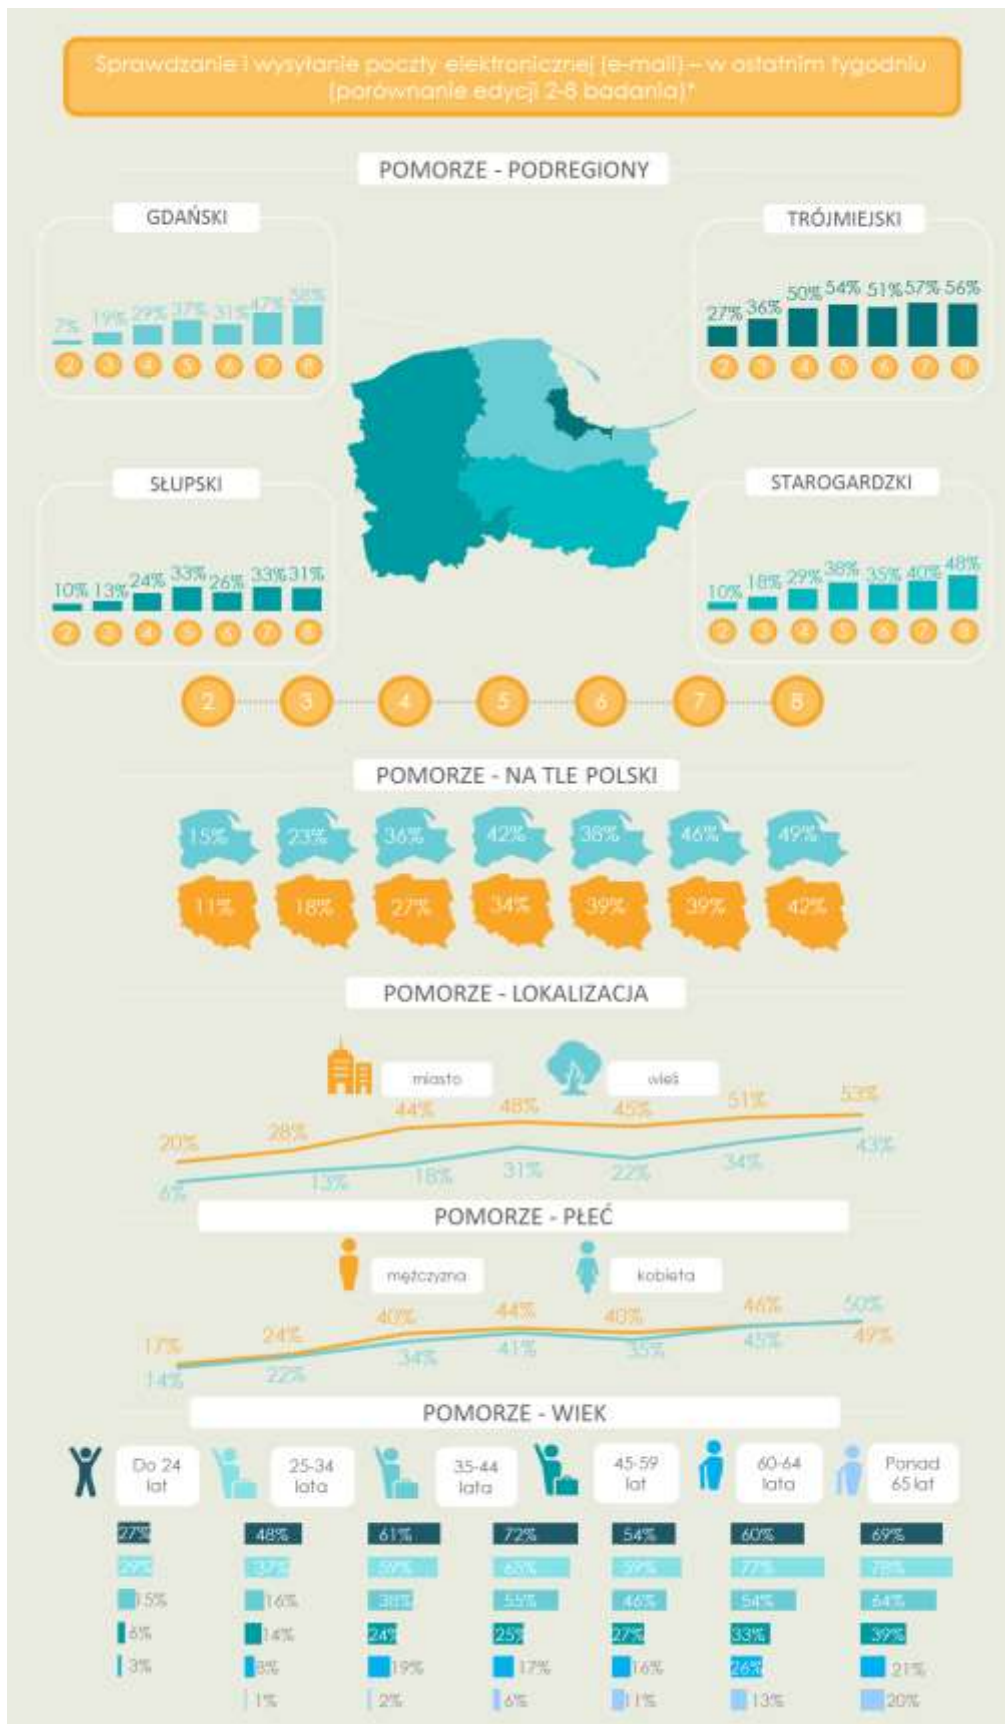 Sprawdzanie i wysyłanie poczty elektronicznej (e-mail) – w ostatnim tygodniu
(porównanie edycji 2-8 badania)*
POMORZE - PODREGIONY
GDAŃSKI
7% 19% 29% 37% 31% 47% 58%
2 3 4 5 6 7 8
TRÓJMIEJSKI
27% 36% 50% 54% 51% 57% 56%
2 3 4 5 6 7 8
SŁUPSKI
10% 13% 24% 33% 26% 33% 31%
2 3 4 5 6 7 8
STAROGARDZKI
10% 18% 29% 38% 35% 40% 48%
2 3 4 5 6 7 8
2 3 4 5 6 7 8
POMORZE - NA TLE POLSKI
15% 23% 36% 42% 38% 46% 49%
11% 18% 27% 34% 39% 39% 42%
POMORZE - LOKALIZACJA
miasto wieś
20% 28% 44% 48% 45% 51% 53%
6% 13% 18% 31% 22% 34% 43%
POMORZE - PŁEĆ
mężczyzna kobieta
17% 24% 40% 44% 40% 46% 50%
14% 22% 34% 41% 35% 45% 49%
POMORZE - WIEK
Do 24 lat
25-34 lata
35-44 lata
45-59 lat
60-64 lata
Ponad 65 lat
27% 48% 61% 72% 54% 60% 69%
29% 37% 59% 65% 59% 77% 78%
15% 16% 38% 55% 46% 54% 64%
6% 14% 24% 25% 27% 33% 39%
3% 8% 19% 17% 16% 26% 21%
1% 2% 6% 11% 13% 20%